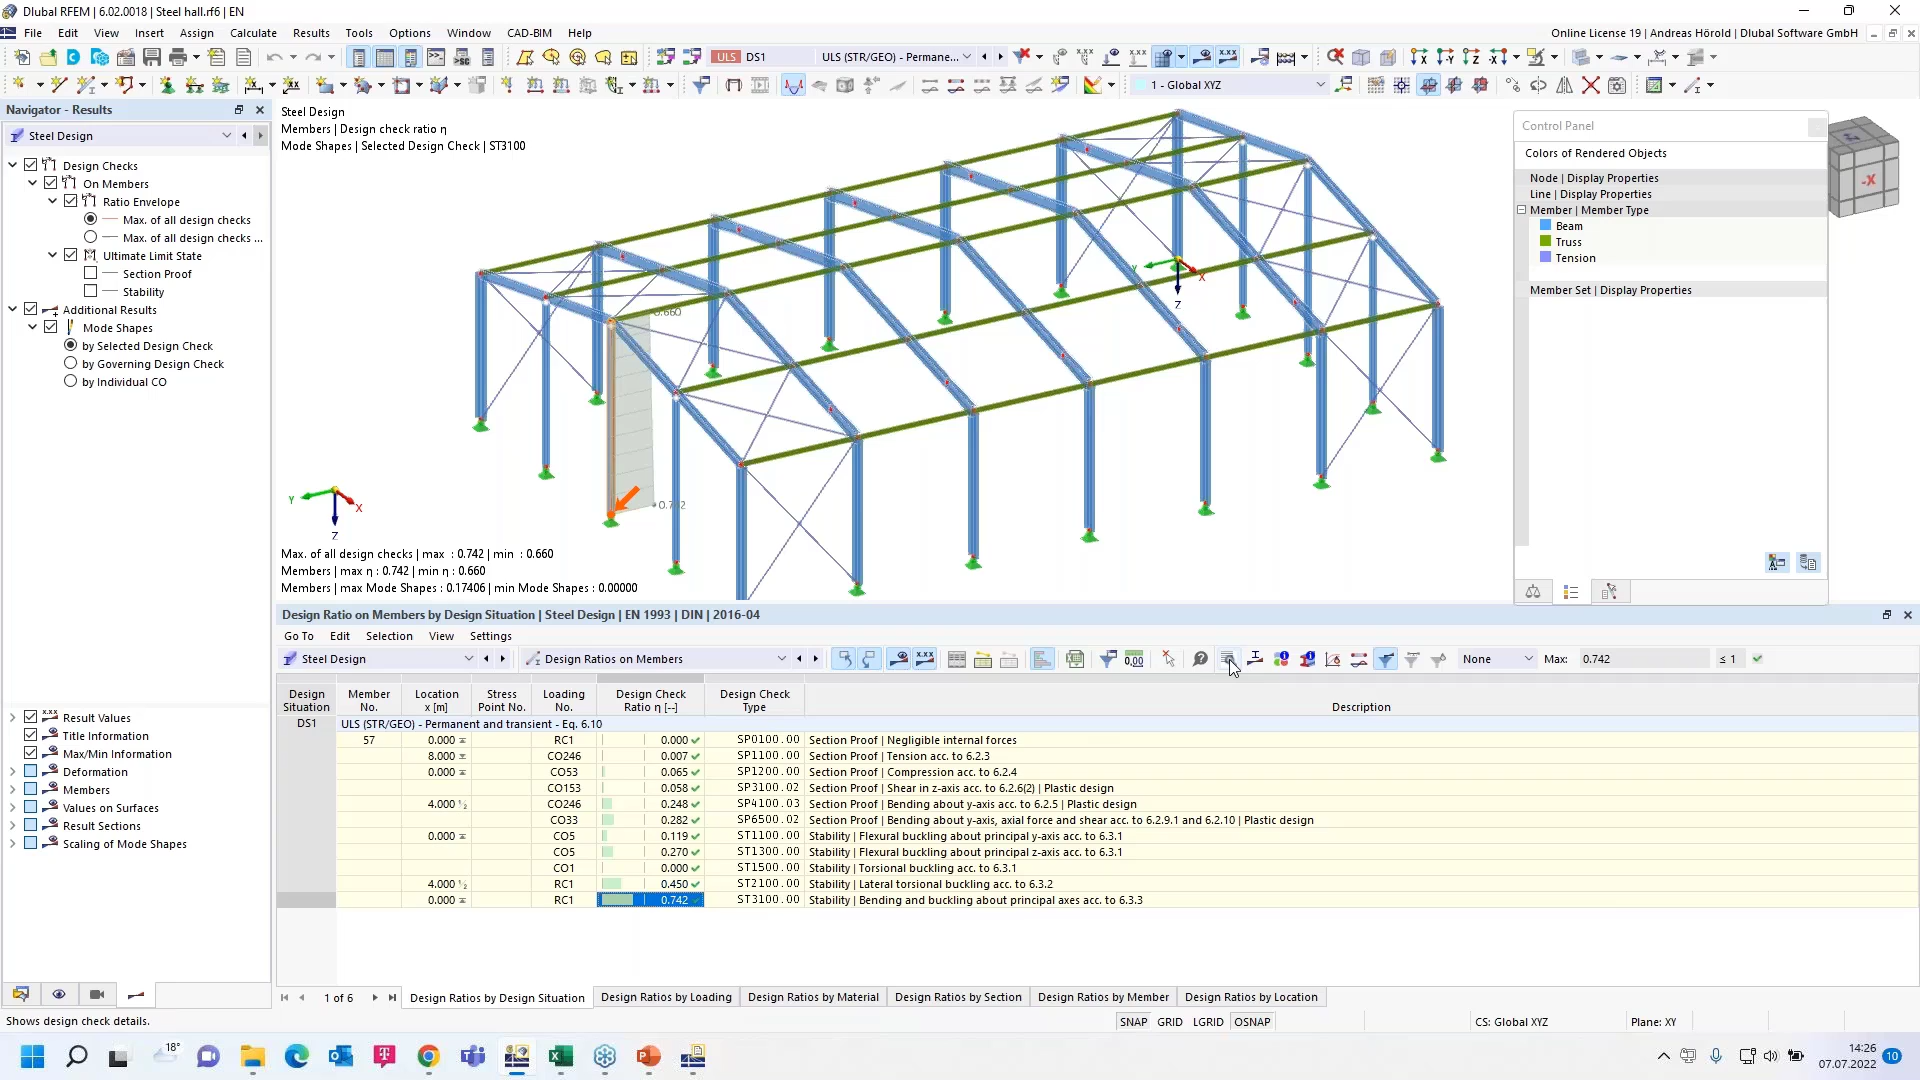 Dlubal RFEM | 6.02.0018 | Steel hall.rf6 | EN
File Edit View Insert Assign Calculate Results Tools Options Window CAD-BIM Help
Online License 19 | Andreas Hörold | Dlubal Software GmbH
ULS DS1 ULS (STR/GEO) - Permane...
1 - Global XYZ
Navigator - Results
Steel Design
Design Checks
On Members
Ratio Envelope
Max. of all design checks
Max. of all design checks ...
Ultimate Limit State
Section Proof
Stability
Additional Results
Mode Shapes
by Selected Design Check
by Governing Design Check
by Individual CO
Result Values
Title Information
Max/Min Information
Deformation
Members
Values on Surfaces
Result Sections
Scaling of Mode Shapes
Steel Design
Members | Design check ratio η
Mode Shapes | Selected Design Check | ST3100
0.660
Y
X
Z
Y
X
Z
Max. of all design checks | max : 0.742 | min : 0.660
Members | max η : 0.742 | min η : 0.660
Members | max Mode Shapes : 0.17406 | min Mode Shapes : 0.00000
Control Panel
Colors of Rendered Objects
Node | Display Properties
Line | Display Properties
Member | Member Type
Beam
Truss
Tension
Member Set | Display Properties
-X
Design Ratio on Members by Design Situation | Steel Design | EN 1993 | DIN | 2016-04
Go To Edit Selection View Settings
Steel Design Design Ratios on Members None Max: 0.742 ≤ 1
Design Situation Member No. Location x [m] Stress Point No. Loading No. Design Check Ratio η [--] Design Check Type Description
DS1 ULS (STR/GEO) - Permanent and transient - Eq. 6.10
57 0.000 RC1 0.000 SP0100.00 Section Proof | Negligible internal forces
8.000 CO246 0.007 SP1100.00 Section Proof | Tension acc. to 6.2.3
0.000 CO53 0.065 SP1200.00 Section Proof | Compression acc. to 6.2.4
CO153 0.058 SP3100.02 Section Proof | Shear in z-axis acc. to 6.2.6(2) | Plastic design
4.000 ½ CO246 0.248 SP4100.03 Section Proof | Bending about y-axis acc. to 6.2.5 | Plastic design
CO33 0.282 SP6500.02 Section Proof | Bending about y-axis, axial force and shear acc. to 6.2.9.1 and 6.2.10 | Plastic design
0.000 CO5 0.119 ST1100.00 Stability | Flexural buckling about principal y-axis acc. to 6.3.1
CO5 0.270 ST1300.00 Stability | Flexural buckling about principal z-axis acc. to 6.3.1
CO1 0.000 ST1500.00 Stability | Torsional buckling acc. to 6.3.1
4.000 ½ RC1 0.450 ST2100.00 Stability | Lateral torsional buckling acc. to 6.3.2
0.000 RC1 0.742 ST3100.00 Stability | Bending and buckling about principal axes acc. to 6.3.3
1 of 6 Design Ratios by Design Situation Design Ratios by Loading Design Ratios by Material Design Ratios by Section Design Ratios by Member Design Ratios by Location
Shows design check details.
SNAP GRID LGRID OSNAP CS: Global XYZ Plane: XY
18°
14:26
07.07.2022
10